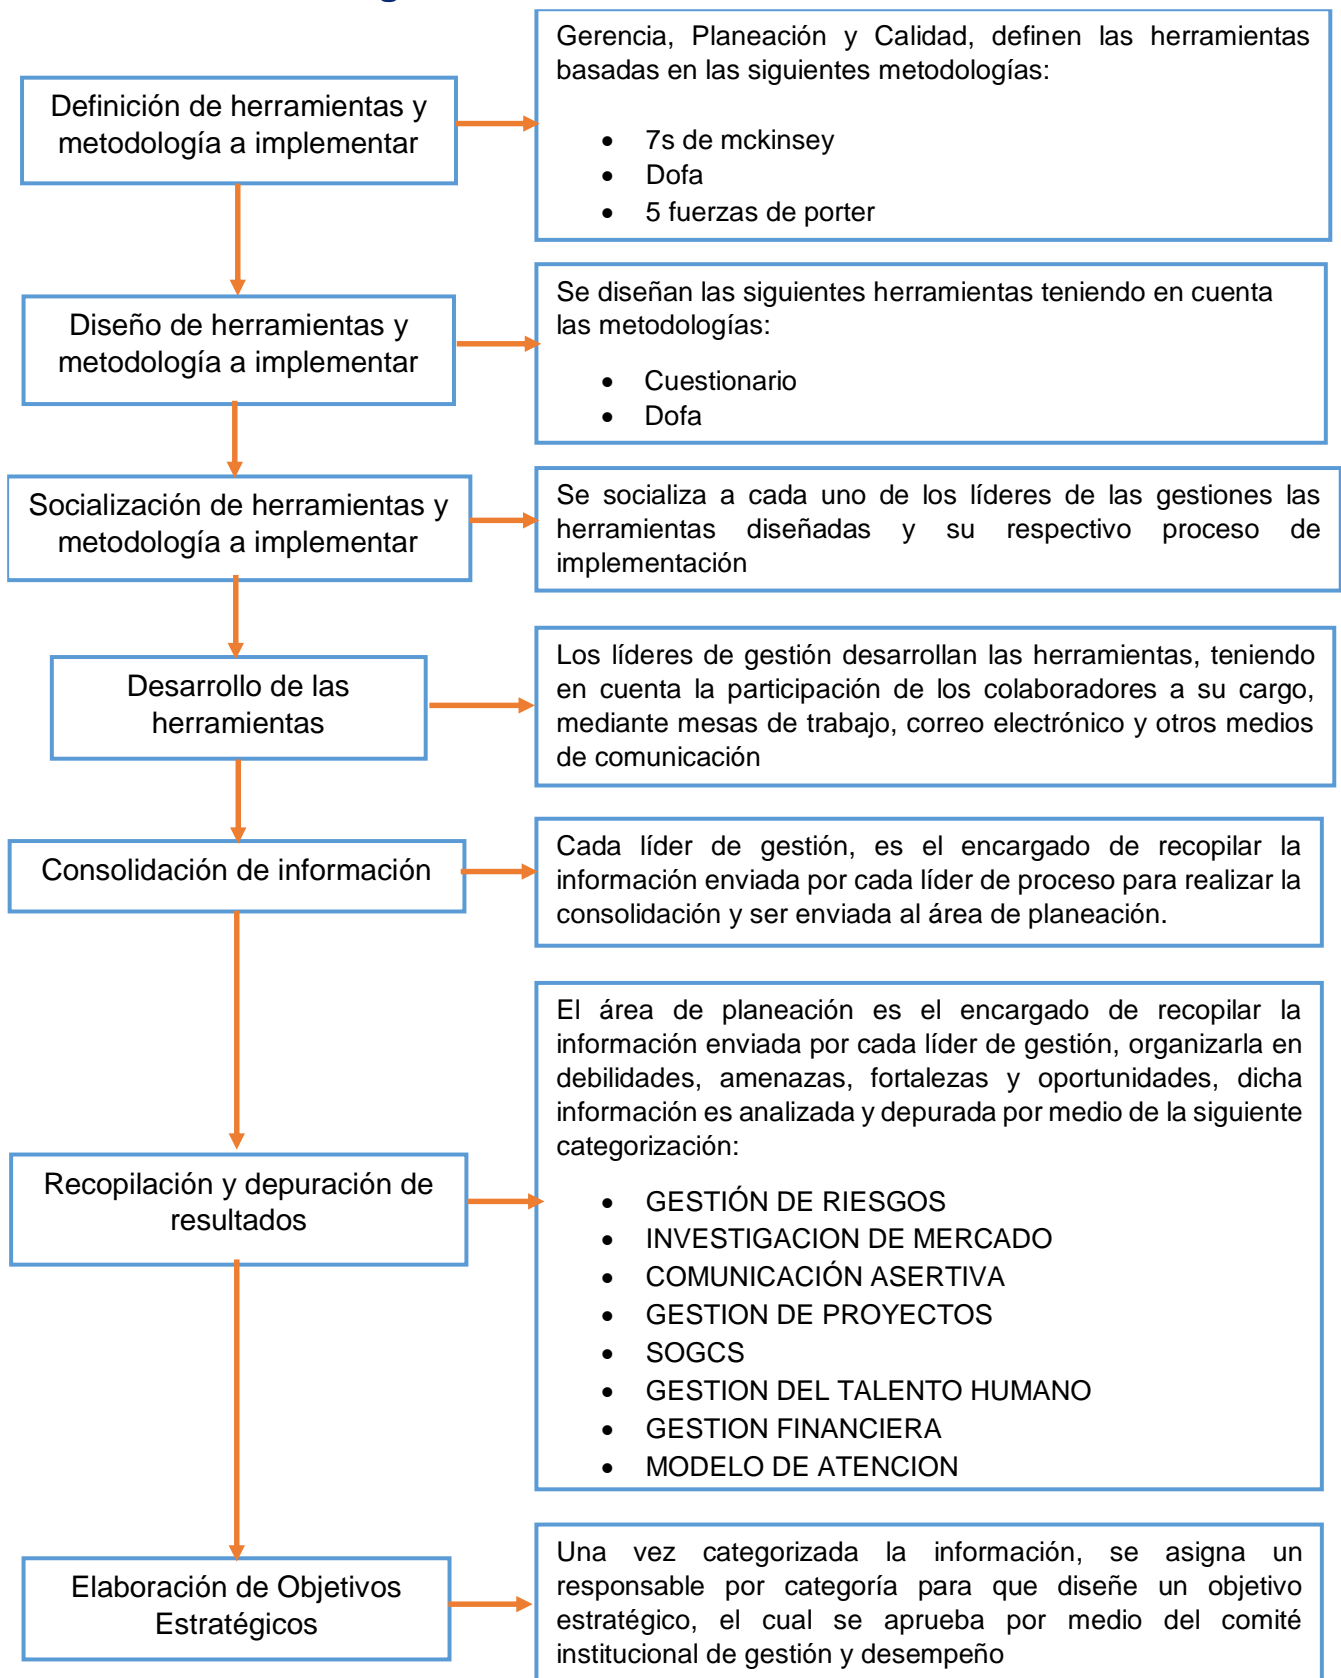 Gerencia, Planeación y Calidad, definen las herramientas
basadas en las siguientes metodologías:
Definición de herramientas y
metodología a implementar
• 7s de mckinsey
• Dofa
• 5 fuerzas de porter
Se diseñan las siguientes herramientas teniendo en cuenta
las metodologías:
Diseño de herramientas y
metodología a implementar
• Cuestionario
• Dofa
Socialización de herramientas y
metodología a implementar
Se socializa a cada uno de los líderes de las gestiones las
herramientas diseñadas y su respectivo proceso de
implementación
Desarrollo de las
herramientas
Los líderes de gestión desarrollan las herramientas, teniendo
en cuenta la participación de los colaboradores a su cargo,
mediante mesas de trabajo, correo electrónico y otros medios
de comunicación
Consolidación de información
Cada líder de gestión, es el encargado de recopilar la
información enviada por cada líder de proceso para realizar la
consolidación y ser enviada al área de planeación.
El área de planeación es el encargado de recopilar la
información enviada por cada líder de gestión, organizarla en
debilidades, amenazas, fortalezas y oportunidades, dicha
información es analizada y depurada por medio de la siguiente
categorización:
Recopilación y depuración de
resultados
• GESTIÓN DE RIESGOS
• INVESTIGACION DE MERCADO
• COMUNICACIÓN ASERTIVA
• GESTION DE PROYECTOS
• SOGCS
• GESTION DEL TALENTO HUMANO
• GESTION FINANCIERA
• MODELO DE ATENCION
Elaboración de Objetivos
Estratégicos
Una vez categorizada la información, se asigna un
responsable por categoría para que diseñe un objetivo
estratégico, el cual se aprueba por medio del comité
institucional de gestión y desempeño